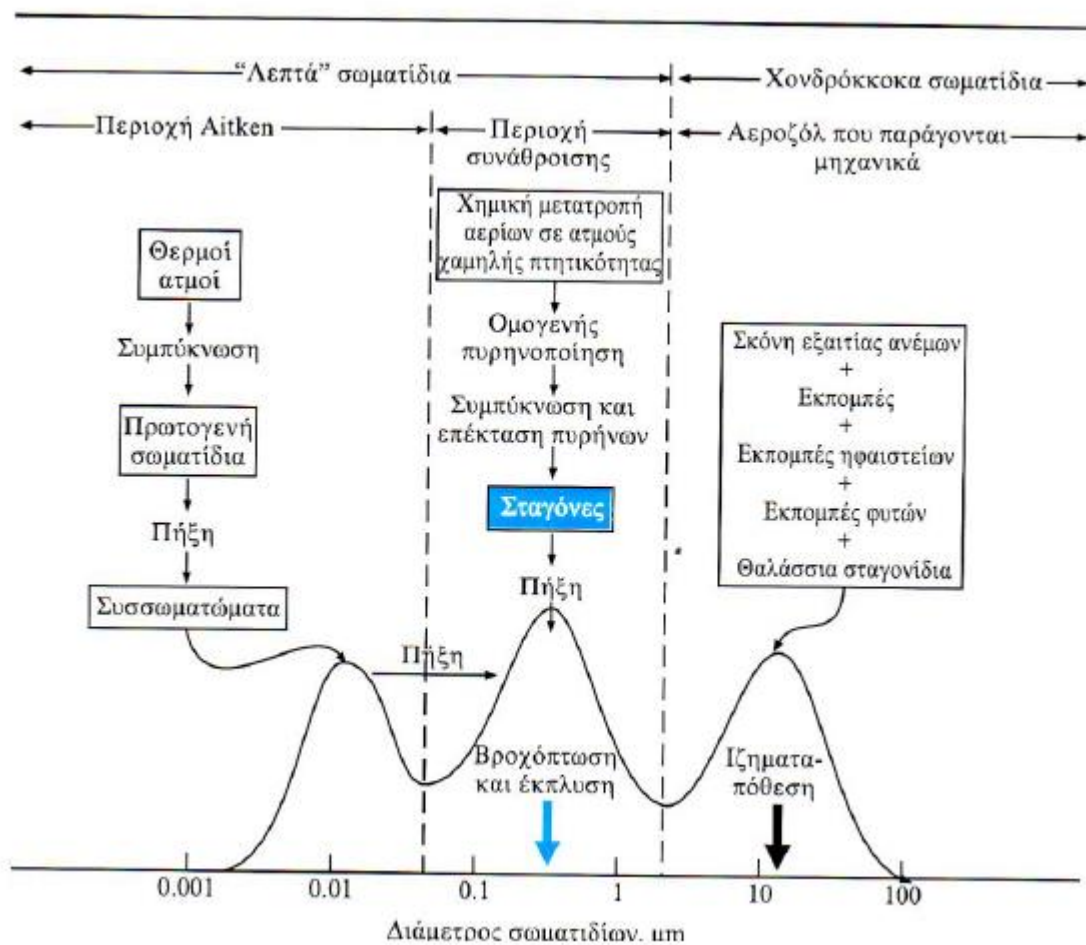 “Λεπτά” σωματίδια
Χονδρόκκοκα σωματίδια
Περιοχή Aitken
Περιοχή
συνάθροισης
Αεροζόλ που παράγονται
μηχανικά
Θερμοί
ατμοί
Συμπύκνωση
Πρωτογενή
σωματίδια
Πήξη
Συσσωματώματα
Χημική μετατροπή
αερίων σε ατμούς
χαμηλής πτητικότητας
Ομογενής
πυρηνοποίηση
Συμπύκνωση και
επέκταση πυρήνων
Σταγόνες
Πήξη
Σκόνη εξαιτίας ανέμων
+
Εκπομπές
+
Εκπομπές ηφαιστείων
+
Εκπομπές φυτών
+
Θαλάσσια σταγονίδια
Πήξη
Βροχόπτωση
και έκπλυση
Ιζηματα-
πόθεση
0.001 0.01 0.1 1 10 100
Διάμετρος σωματιδίων, μm